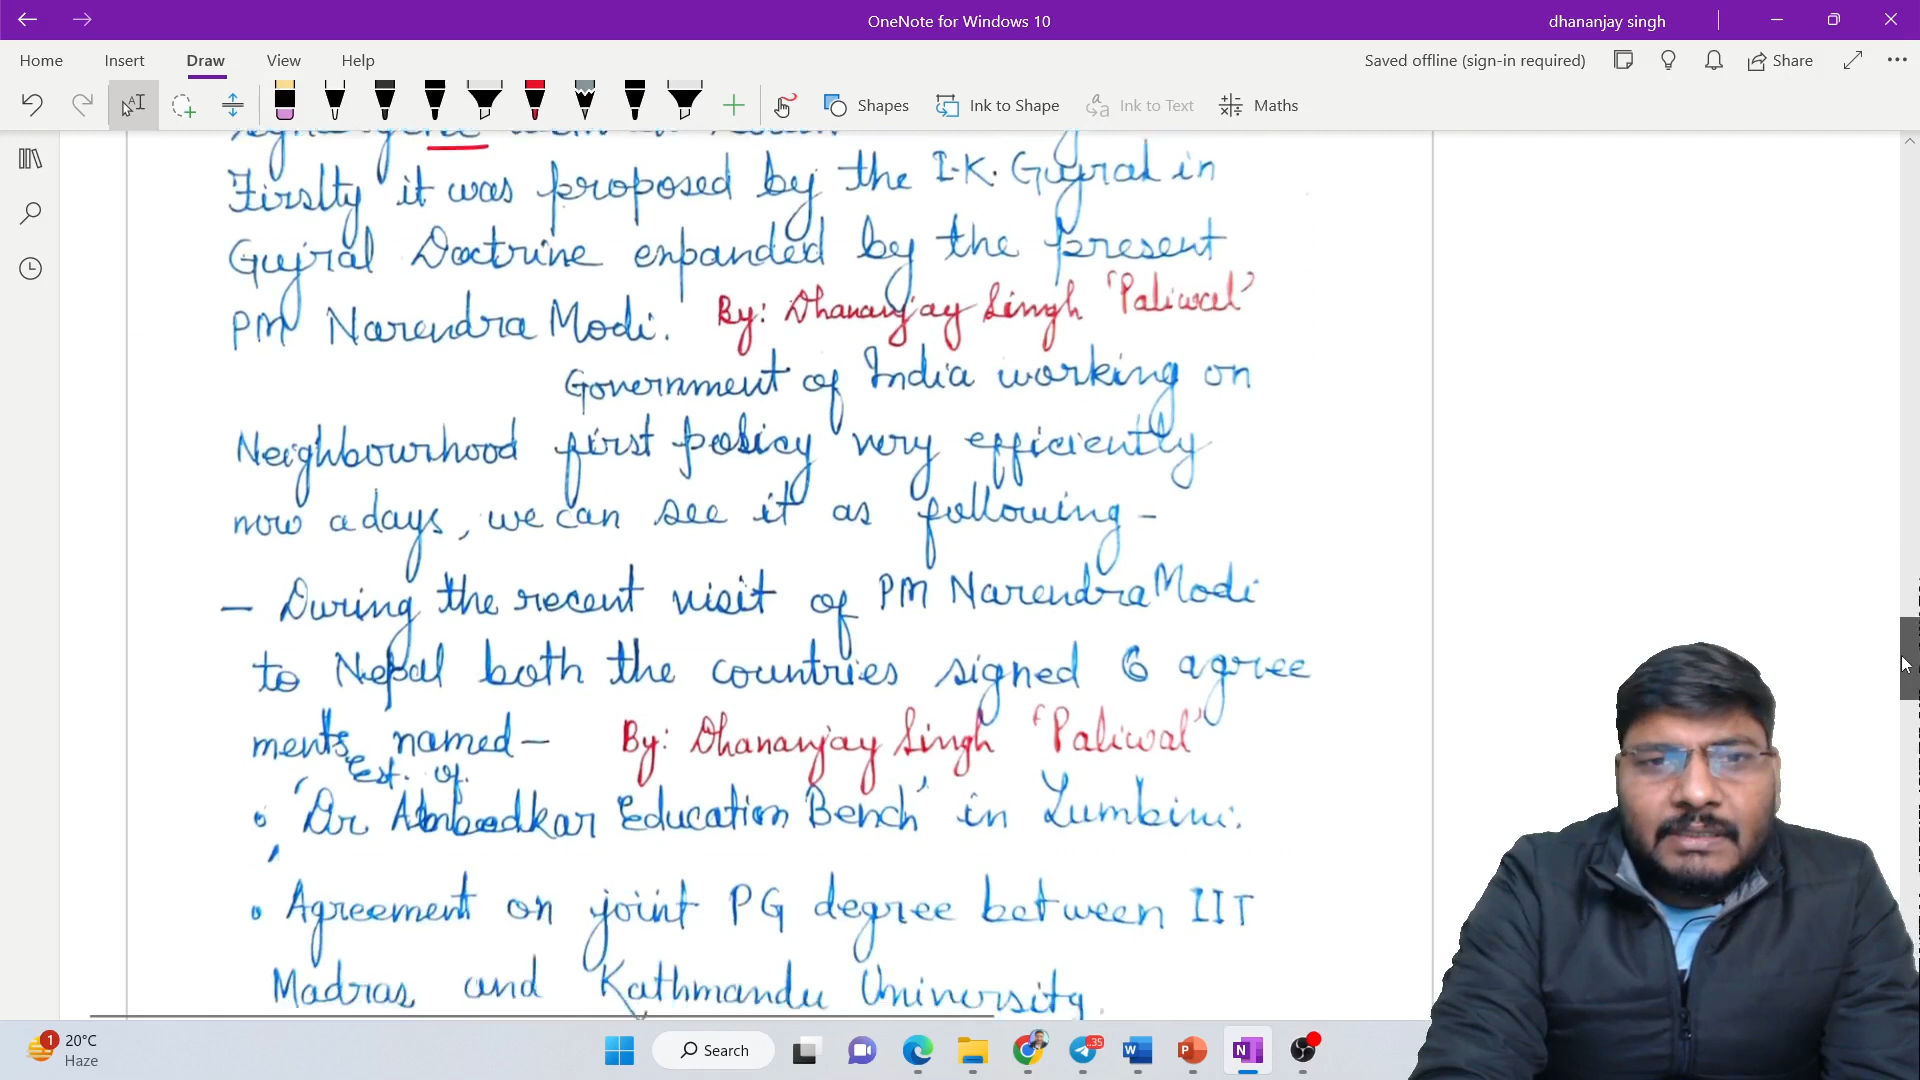 OneNote for Windows 10
dhananjay singh
Home
Insert
Draw
View
Help
Saved offline (sign-in required)
Share
Shapes
Ink to Shape
Ink to Text
Maths
Firslty it was proposed by the I.K. Gujral in
Gujral Doctrine expanded by the present
PM Narendra Modi.
By: Dhananjay Singh 'Paliwal'
Government of India working on
Neighbourhood first policy very efficiently
now adays, we can see it as following -
- During the recent visit of PM Narendra Modi
to Nepal both the countries signed 6 agree
ments named -
By: Dhananjay Singh 'Paliwal'
Est. of
• 'Dr Ambedkar Education Bench' in Lumbini.
• Agreement on joint PG degree between IIT
Madras and Kathmandu University.
1
20°C
Haze
Search
35